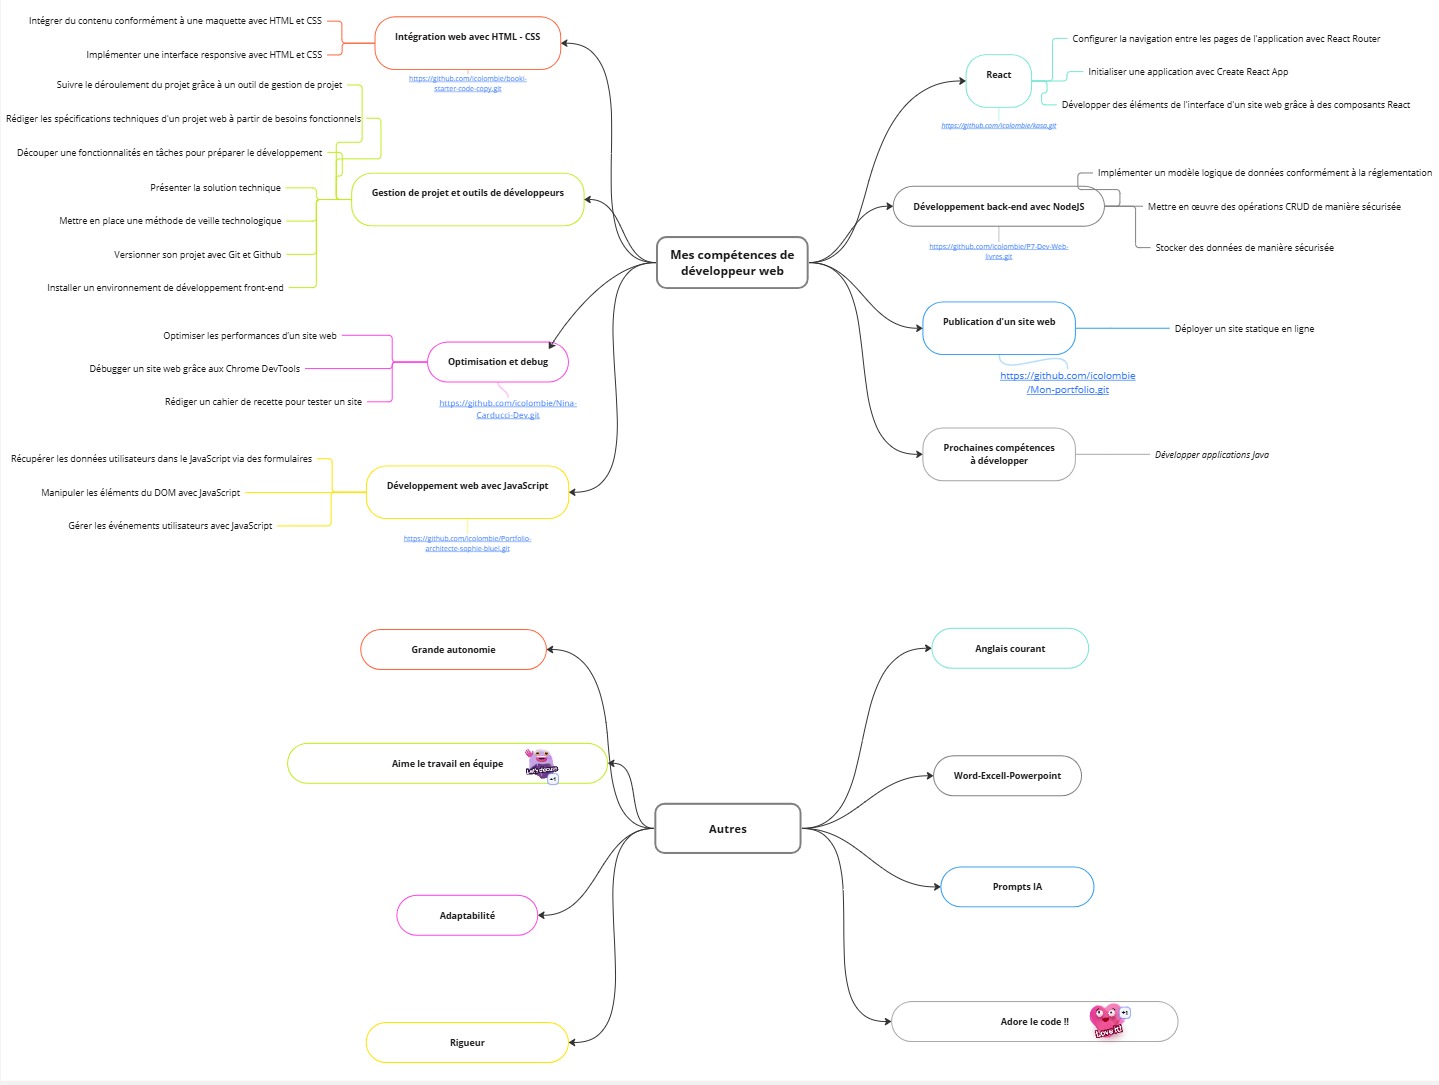 Mes compétences de
développeur web
Intégration web avec HTML - CSS
https://github.com/icolombie/booki-
starter-code-copy.git
Intégrer du contenu conformément à une maquette avec HTML et CSS
Implémenter une interface responsive avec HTML et CSS
Gestion de projet et outils de développeurs
Suivre le déroulement du projet grâce à un outil de gestion de projet
Rédiger les spécifications techniques d'un projet web à partir de besoins fonctionnels
Découper une fonctionnalités en tâches pour préparer le développement
Présenter la solution technique
Mettre en place une méthode de veille technologique
Versionner son projet avec Git et Github
Installer un environnement de développement front-end
Optimisation et debug
https://github.com/icolombie/Nina-
Carducci-Dev.git
Optimiser les performances d'un site web
Débugger un site web grâce aux Chrome DevTools
Rédiger un cahier de recette pour tester un site
Développement web avec JavaScript
https://github.com/icolombie/Portfolio-
architecte-sophie-bluel.git
Récupérer les données utilisateurs dans le JavaScript via des formulaires
Manipuler les éléments du DOM avec JavaScript
Gérer les événements utilisateurs avec JavaScript
React
https://github.com/icolombie/kasa.git
Configurer la navigation entre les pages de l'application avec React Router
Initialiser une application avec Create React App
Développer des éléments de l'interface d'un site web grâce à des composants React
Développement back-end avec NodeJS
https://github.com/icolombie/P7-Dev-Web-
livres.git
Implémenter un modèle logique de données conformément à la réglementation
Mettre en œuvre des opérations CRUD de manière sécurisée
Stocker des données de manière sécurisée
Publication d'un site web
https://github.com/icolombie
/Mon-portfolio.git
Déployer un site statique en ligne
Prochaines compétences
à développer
Développer applications java
Autres
Grande autonomie
Aime le travail en équipe
+1
Adaptabilité
Rigueur
Anglais courant
Word-Excell-Powerpoint
Prompts IA
Adore le code !!
Love it!
+1